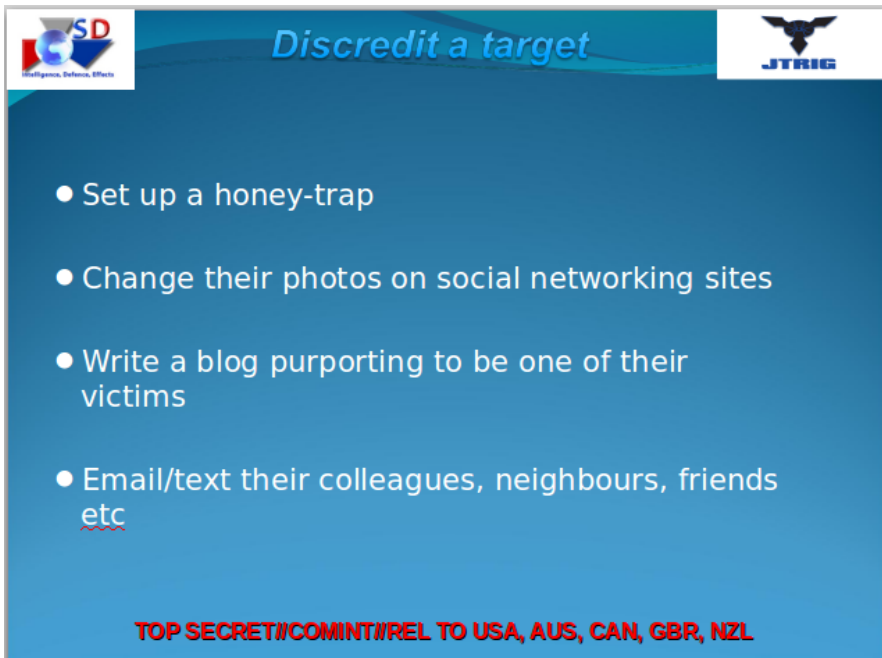 SD
Intelligence, Defence, Effects
Discredit a target
JTRIG
● Set up a honey-trap
● Change their photos on social networking sites
● Write a blog purporting to be one of their
victims
● Email/text their colleagues, neighbours, friends
etc
TOP SECRET//COMINT//REL TO USA, AUS, CAN, GBR, NZL